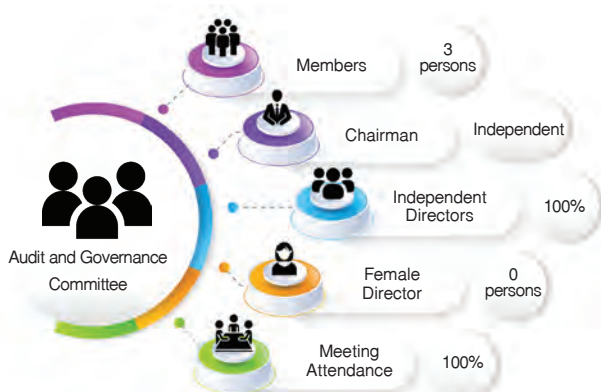 Audit and Governance
Committee
Members
3
persons
Chairman
Independent
Independent
Directors
100%
Female
Director
0
persons
Meeting
Attendance
100%